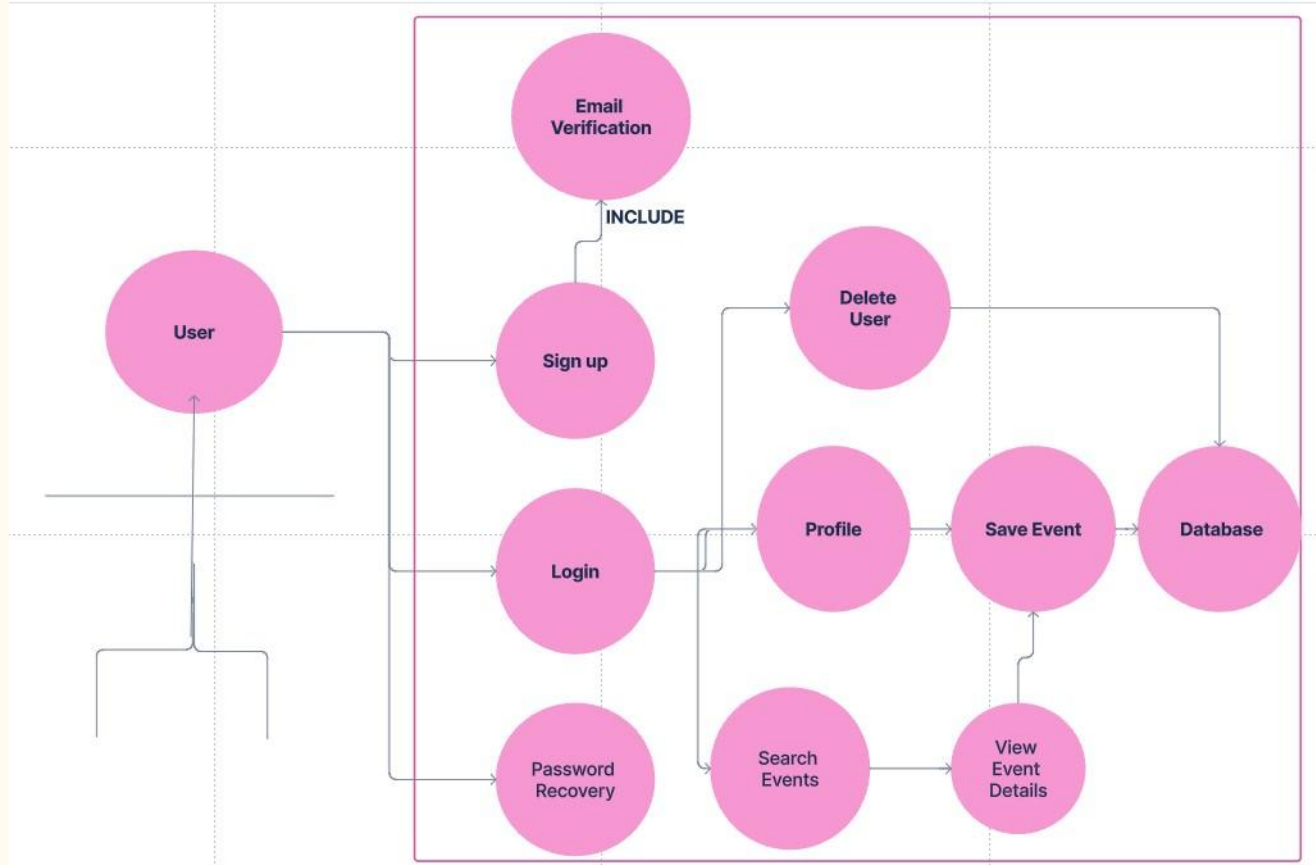 Email
Verification
INCLUDE
User
Sign up
Delete
User
Login
Profile
Save Event
Database
Password
Recovery
Search
Events
View
Event
Details